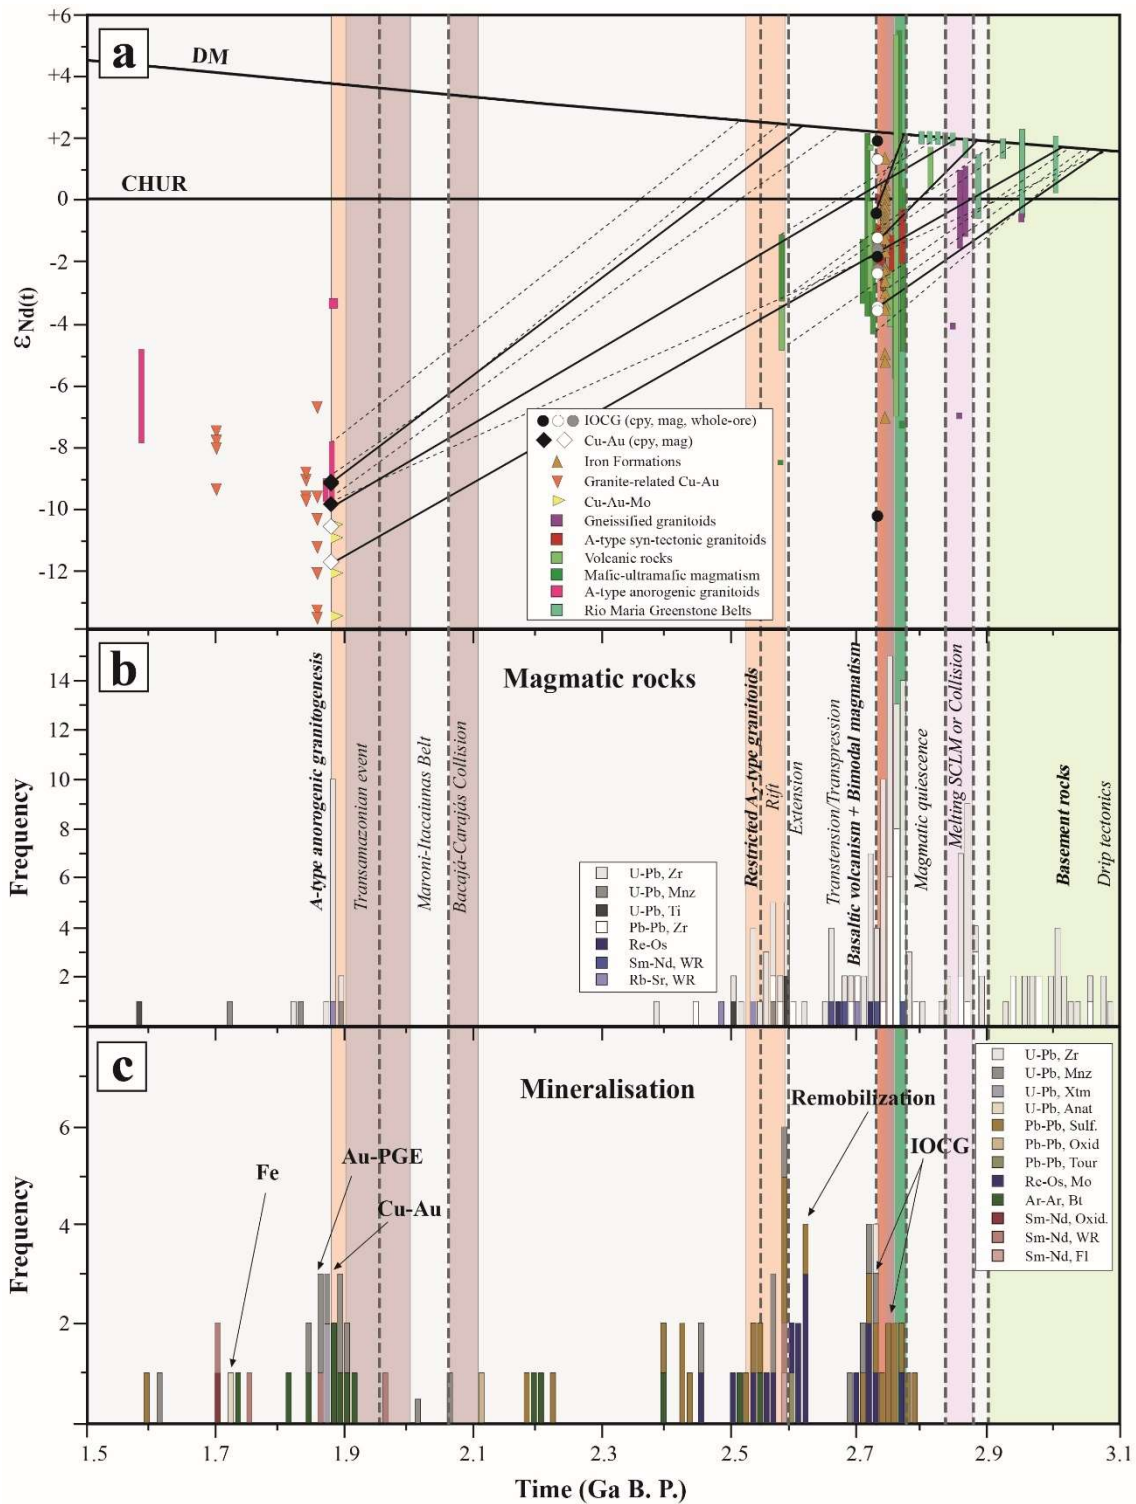 a
DM
CHUR
+6
+4
+2
0
-2
-4
-6
-8
-10
-12
εNd(t)
IOCG (cpy, mag, whole-ore)
Cu-Au (cpy, mag)
Iron Formations
Granite-related Cu-Au
Cu-Au-Mo
Gneissified granitoids
A-type syn-tectonic granitoids
Volcanic rocks
Mafic-ultramafic magmatism
A-type anorogenic granitoids
Rio Maria Greenstone Belts
b
Magmatic rocks
14
12
10
8
6
4
2
Frequency
A-type anorogenic granitogenesis
Transamazonian event
Maroni-Itacaiunas Belt
Bacajá-Carajás Collision
Restricted A2-type granitoids
Rift
Extension
Transtension/Transpression
Basaltic volcanism + Bimodal magmatism
Magmatic quiescence
Melting SCLM or Collision
Basement rocks
Drip tectonics
U-Pb, Zr
U-Pb, Mnz
U-Pb, Ti
Pb-Pb, Zr
Re-Os
Sm-Nd, WR
Rb-Sr, WR
c
Mineralisation
6
4
2
Frequency
Fe
Au-PGE
Cu-Au
Remobilization
IOCG
U-Pb, Zr
U-Pb, Mnz
U-Pb, Xtm
U-Pb, Anat
Pb-Pb, Sulf.
Pb-Pb, Oxid
Pb-Pb, Tour
Re-Os, Mo
Ar-Ar, Bt
Sm-Nd, Oxid.
Sm-Nd, WR
Sm-Nd, Fl
1.5 1.7 1.9 2.1 2.3 2.5 2.7 2.9 3.1
Time (Ga B. P.)